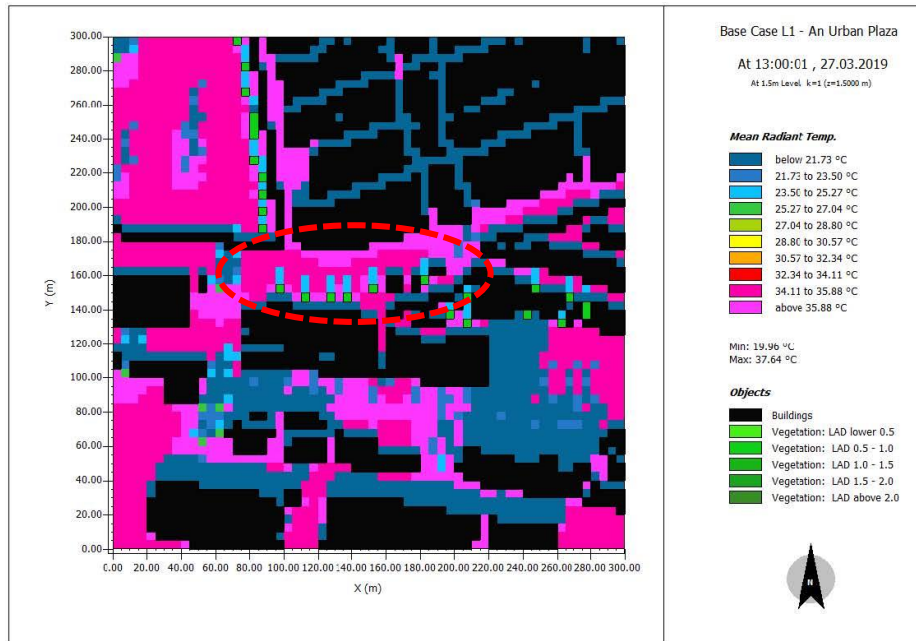 Base Case L1 - An Urban Plaza
At 13:00:01 , 27.03.2019
At 1.5m Level k=1 (z=1.5000 m)
Mean Radiant Temp.
below 21.73 °C
21.73 to 23.50 °C
23.50 to 25.27 °C
25.27 to 27.04 °C
27.04 to 28.80 °C
28.80 to 30.57 °C
30.57 to 32.34 °C
32.34 to 34.11 °C
34.11 to 35.88 °C
above 35.88 °C
Min: 19.96 °C
Max: 37.64 °C
Objects
Buildings
Vegetation: LAD lower 0.5
Vegetation: LAD 0.5 - 1.0
Vegetation: LAD 1.0 - 1.5
Vegetation: LAD 1.5 - 2.0
Vegetation: LAD above 2.0
N
300.00
280.00
260.00
240.00
220.00
200.00
180.00
160.00
140.00
120.00
100.00
80.00
60.00
40.00
20.00
0.00
Y (m)
0.00 20.00 40.00 60.00 80.00 100.00 120.00 140.00 160.00 180.00 200.00 220.00 240.00 260.00 280.00 300.00
X (m)